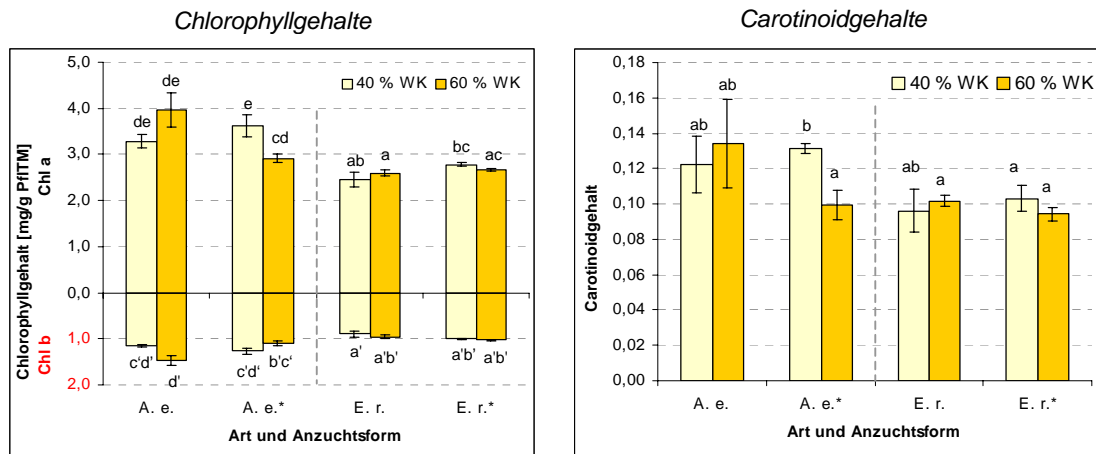 Chlorophyllgehalte
5,0
4,0
3,0
2,0
1,0
0,0
1,0
2,0
Chlorophyllgehalt [mg/g PflTM]
Chl a
Chl b
40 % WK 60 % WK
de de e cd ab a bc ac
c'd' d' c'd' b'c' a' a'b' a'b' a'b'
A. e. A. e.* E. r. E. r.*
Art und Anzuchtsform
Carotinoidgehalte
0,18
0,16
0,14
0,12
0,10
0,08
0,06
0,04
0,02
0,00
Carotinoidgehalt
40 % WK 60 % WK
ab ab b a ab a a a
A. e. A. e.* E. r. E. r.*
Art und Anzuchtsform